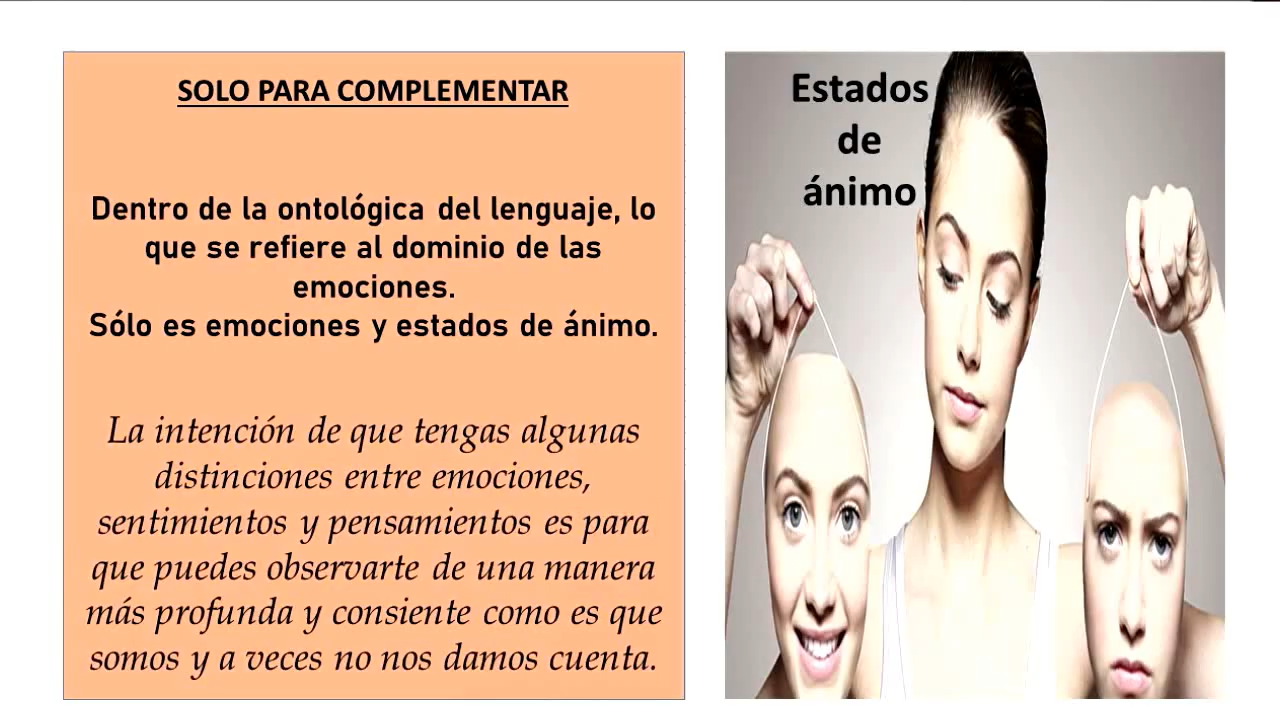 SOLO PARA COMPLEMENTAR
Dentro de la ontológica del lenguaje, lo
que se refiere al dominio de las
emociones.
Sólo es emociones y estados de ánimo.
La intención de que tengas algunas
distinciones entre emociones,
sentimientos y pensamientos es para
que puedes observarte de una manera
más profunda y consiente como es que
somos y a veces no nos damos cuenta.
Estados
de
ánimo